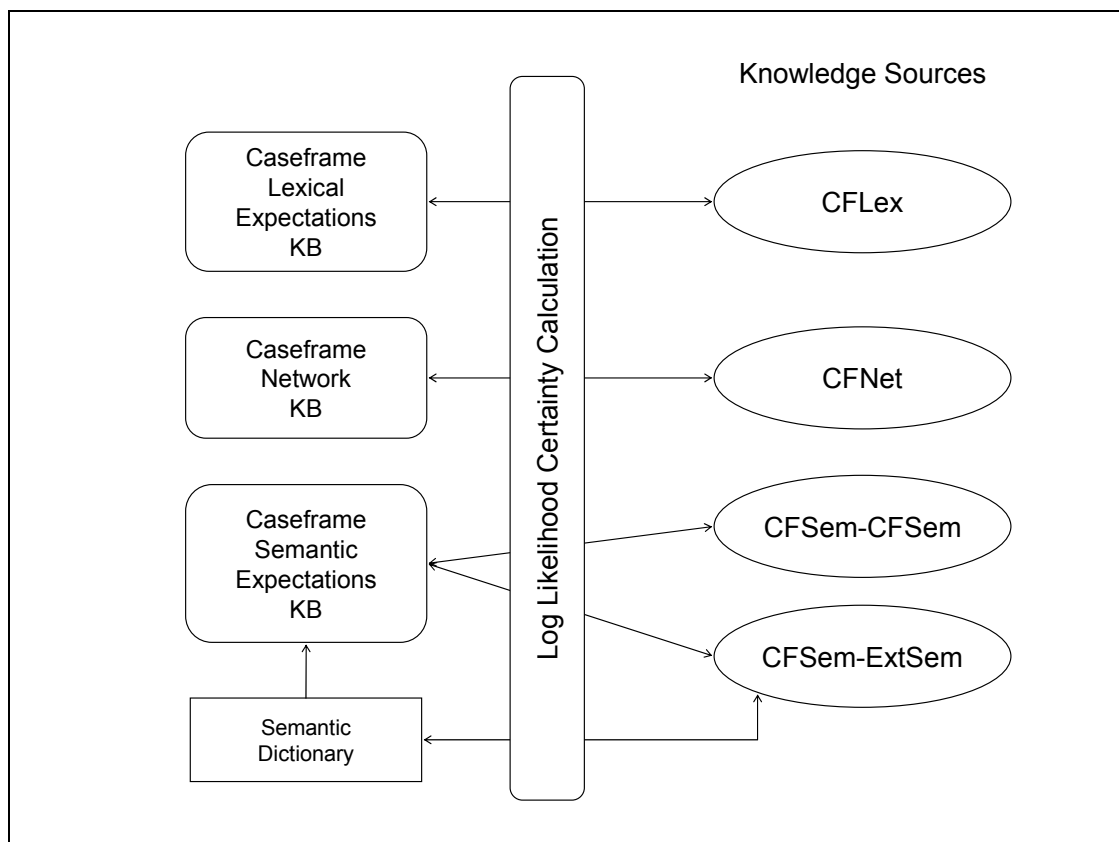 Knowledge Sources
Caseframe
Lexical
Expectations
KB
CFLex
Log Likelihood Certainty Calculation
Caseframe
Network
KB
CFNet
Caseframe
Semantic
Expectations
KB
CFSem-CFSem
CFSem-ExtSem
Semantic
Dictionary